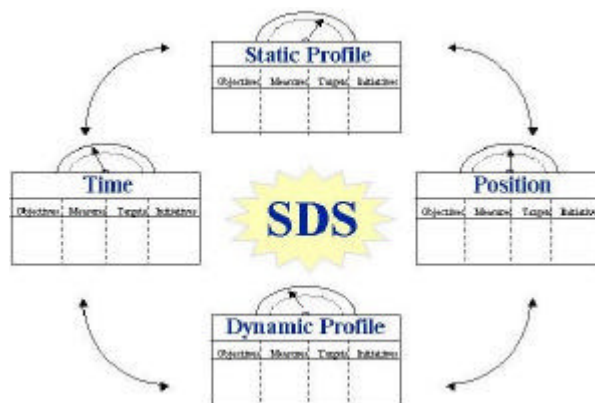 Static Profile
Objectives Measures Targets Initiatives
Time
Objectives Measures Targets Initiatives
SDS
Position
Objectives Measures Targets Initiatives
Dynamic Profile
Objectives Measures Targets Initiatives